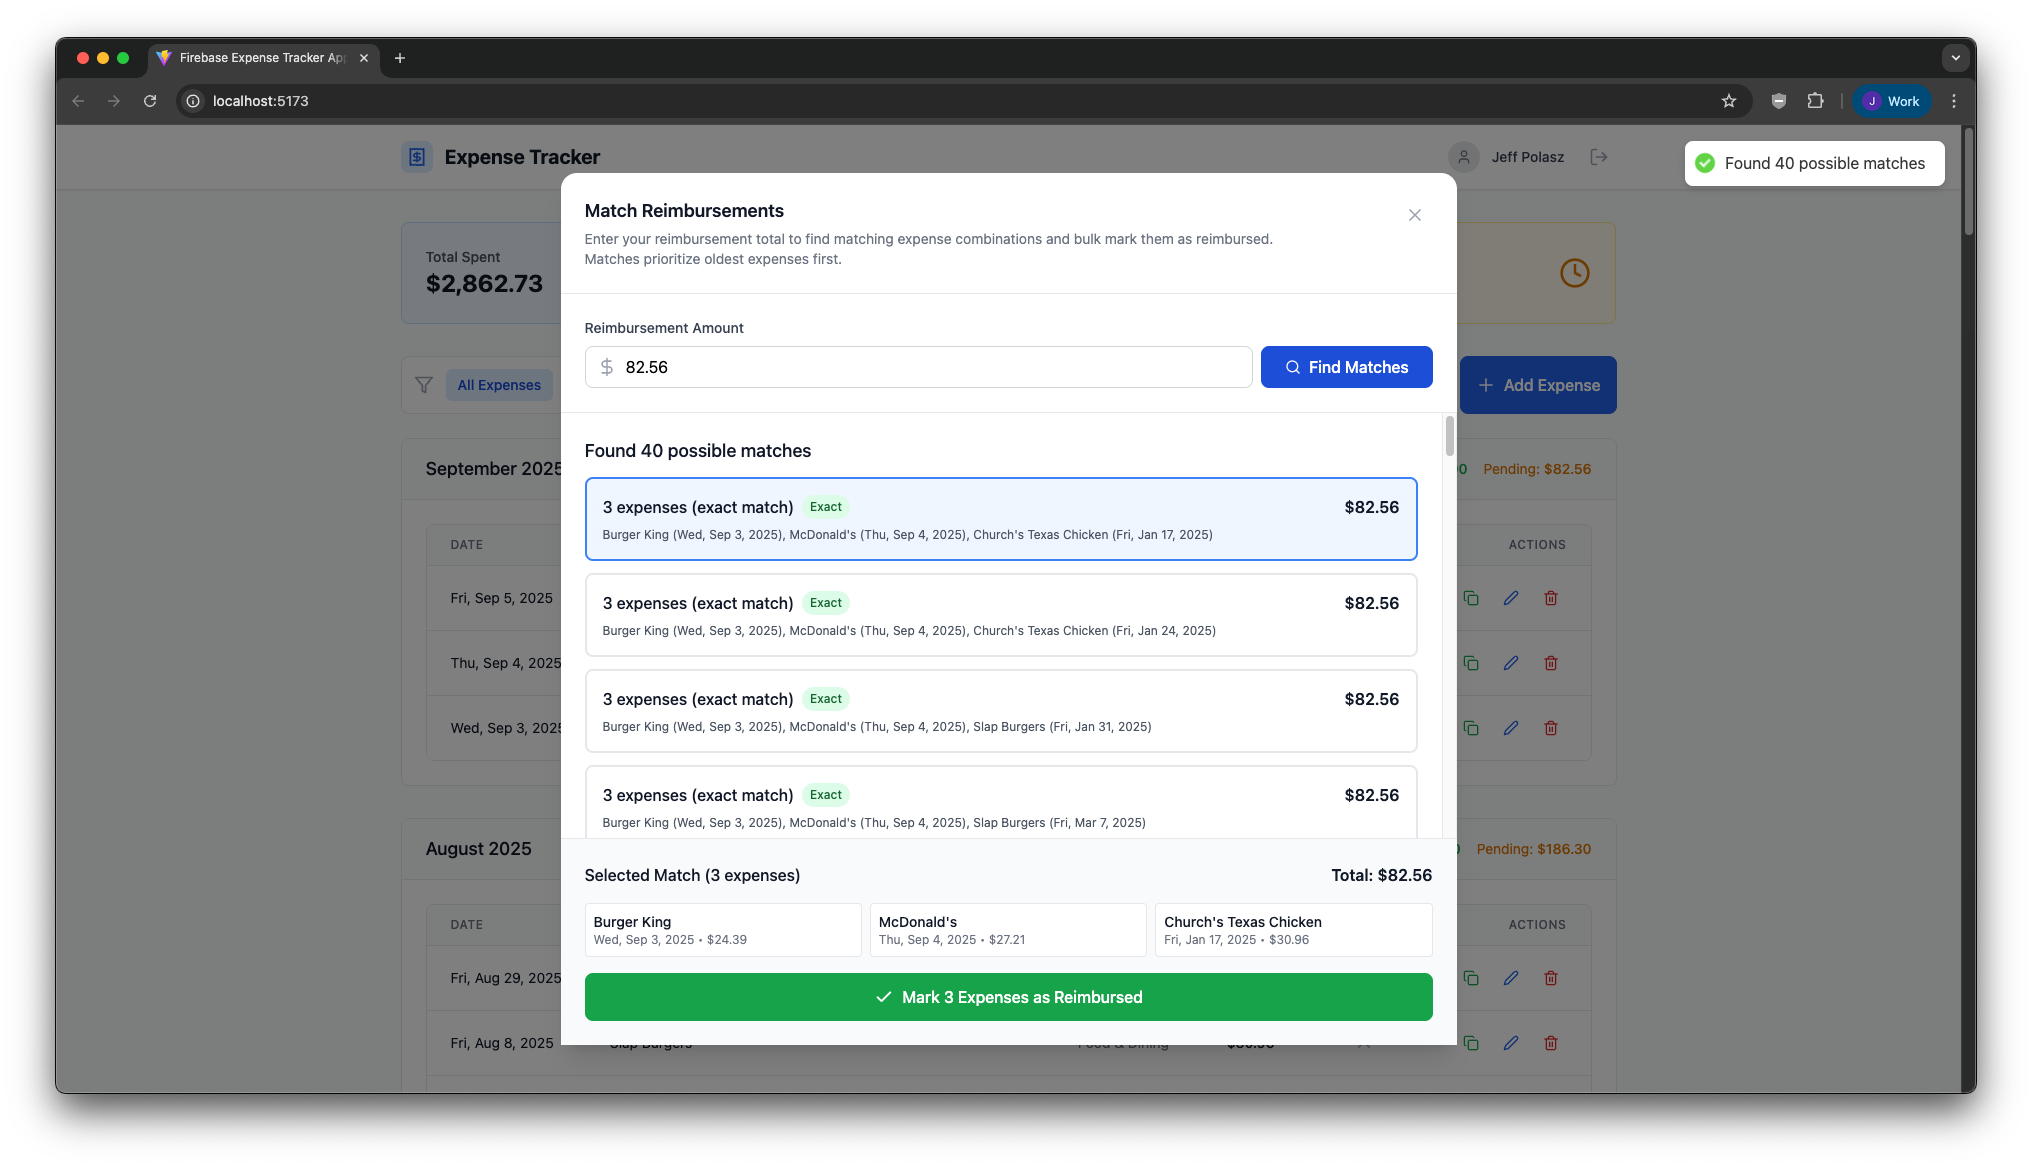 Firebase Expense Tracker App
localhost:5173
J Work
Expense Tracker
Jeff Polasz
Found 40 possible matches
Total Spent
$2,862.73
All Expenses
Add Expense
Match Reimbursements
Enter your reimbursement total to find matching expense combinations and bulk mark them as reimbursed.
Matches prioritize oldest expenses first.
Reimbursement Amount
$ 82.56
Find Matches
Found 40 possible matches
3 expenses (exact match) Exact $82.56
Burger King (Wed, Sep 3, 2025), McDonald's (Thu, Sep 4, 2025), Church's Texas Chicken (Fri, Jan 17, 2025)
3 expenses (exact match) Exact $82.56
Burger King (Wed, Sep 3, 2025), McDonald's (Thu, Sep 4, 2025), Church's Texas Chicken (Fri, Jan 24, 2025)
3 expenses (exact match) Exact $82.56
Burger King (Wed, Sep 3, 2025), McDonald's (Thu, Sep 4, 2025), Slap Burgers (Fri, Jan 31, 2025)
3 expenses (exact match) Exact $82.56
Burger King (Wed, Sep 3, 2025), McDonald's (Thu, Sep 4, 2025), Slap Burgers (Fri, Mar 7, 2025)
Selected Match (3 expenses) Total: $82.56
Burger King
Wed, Sep 3, 2025 • $24.39
McDonald's
Thu, Sep 4, 2025 • $27.21
Church's Texas Chicken
Fri, Jan 17, 2025 • $30.96
Mark 3 Expenses as Reimbursed
September 2025
Pending: $82.56
DATE
ACTIONS
Fri, Sep 5, 2025
Thu, Sep 4, 2025
Wed, Sep 3, 2025
August 2025
Pending: $186.30
DATE
ACTIONS
Fri, Aug 29, 2025
Fri, Aug 8, 2025 Slap Burgers Food & Dining